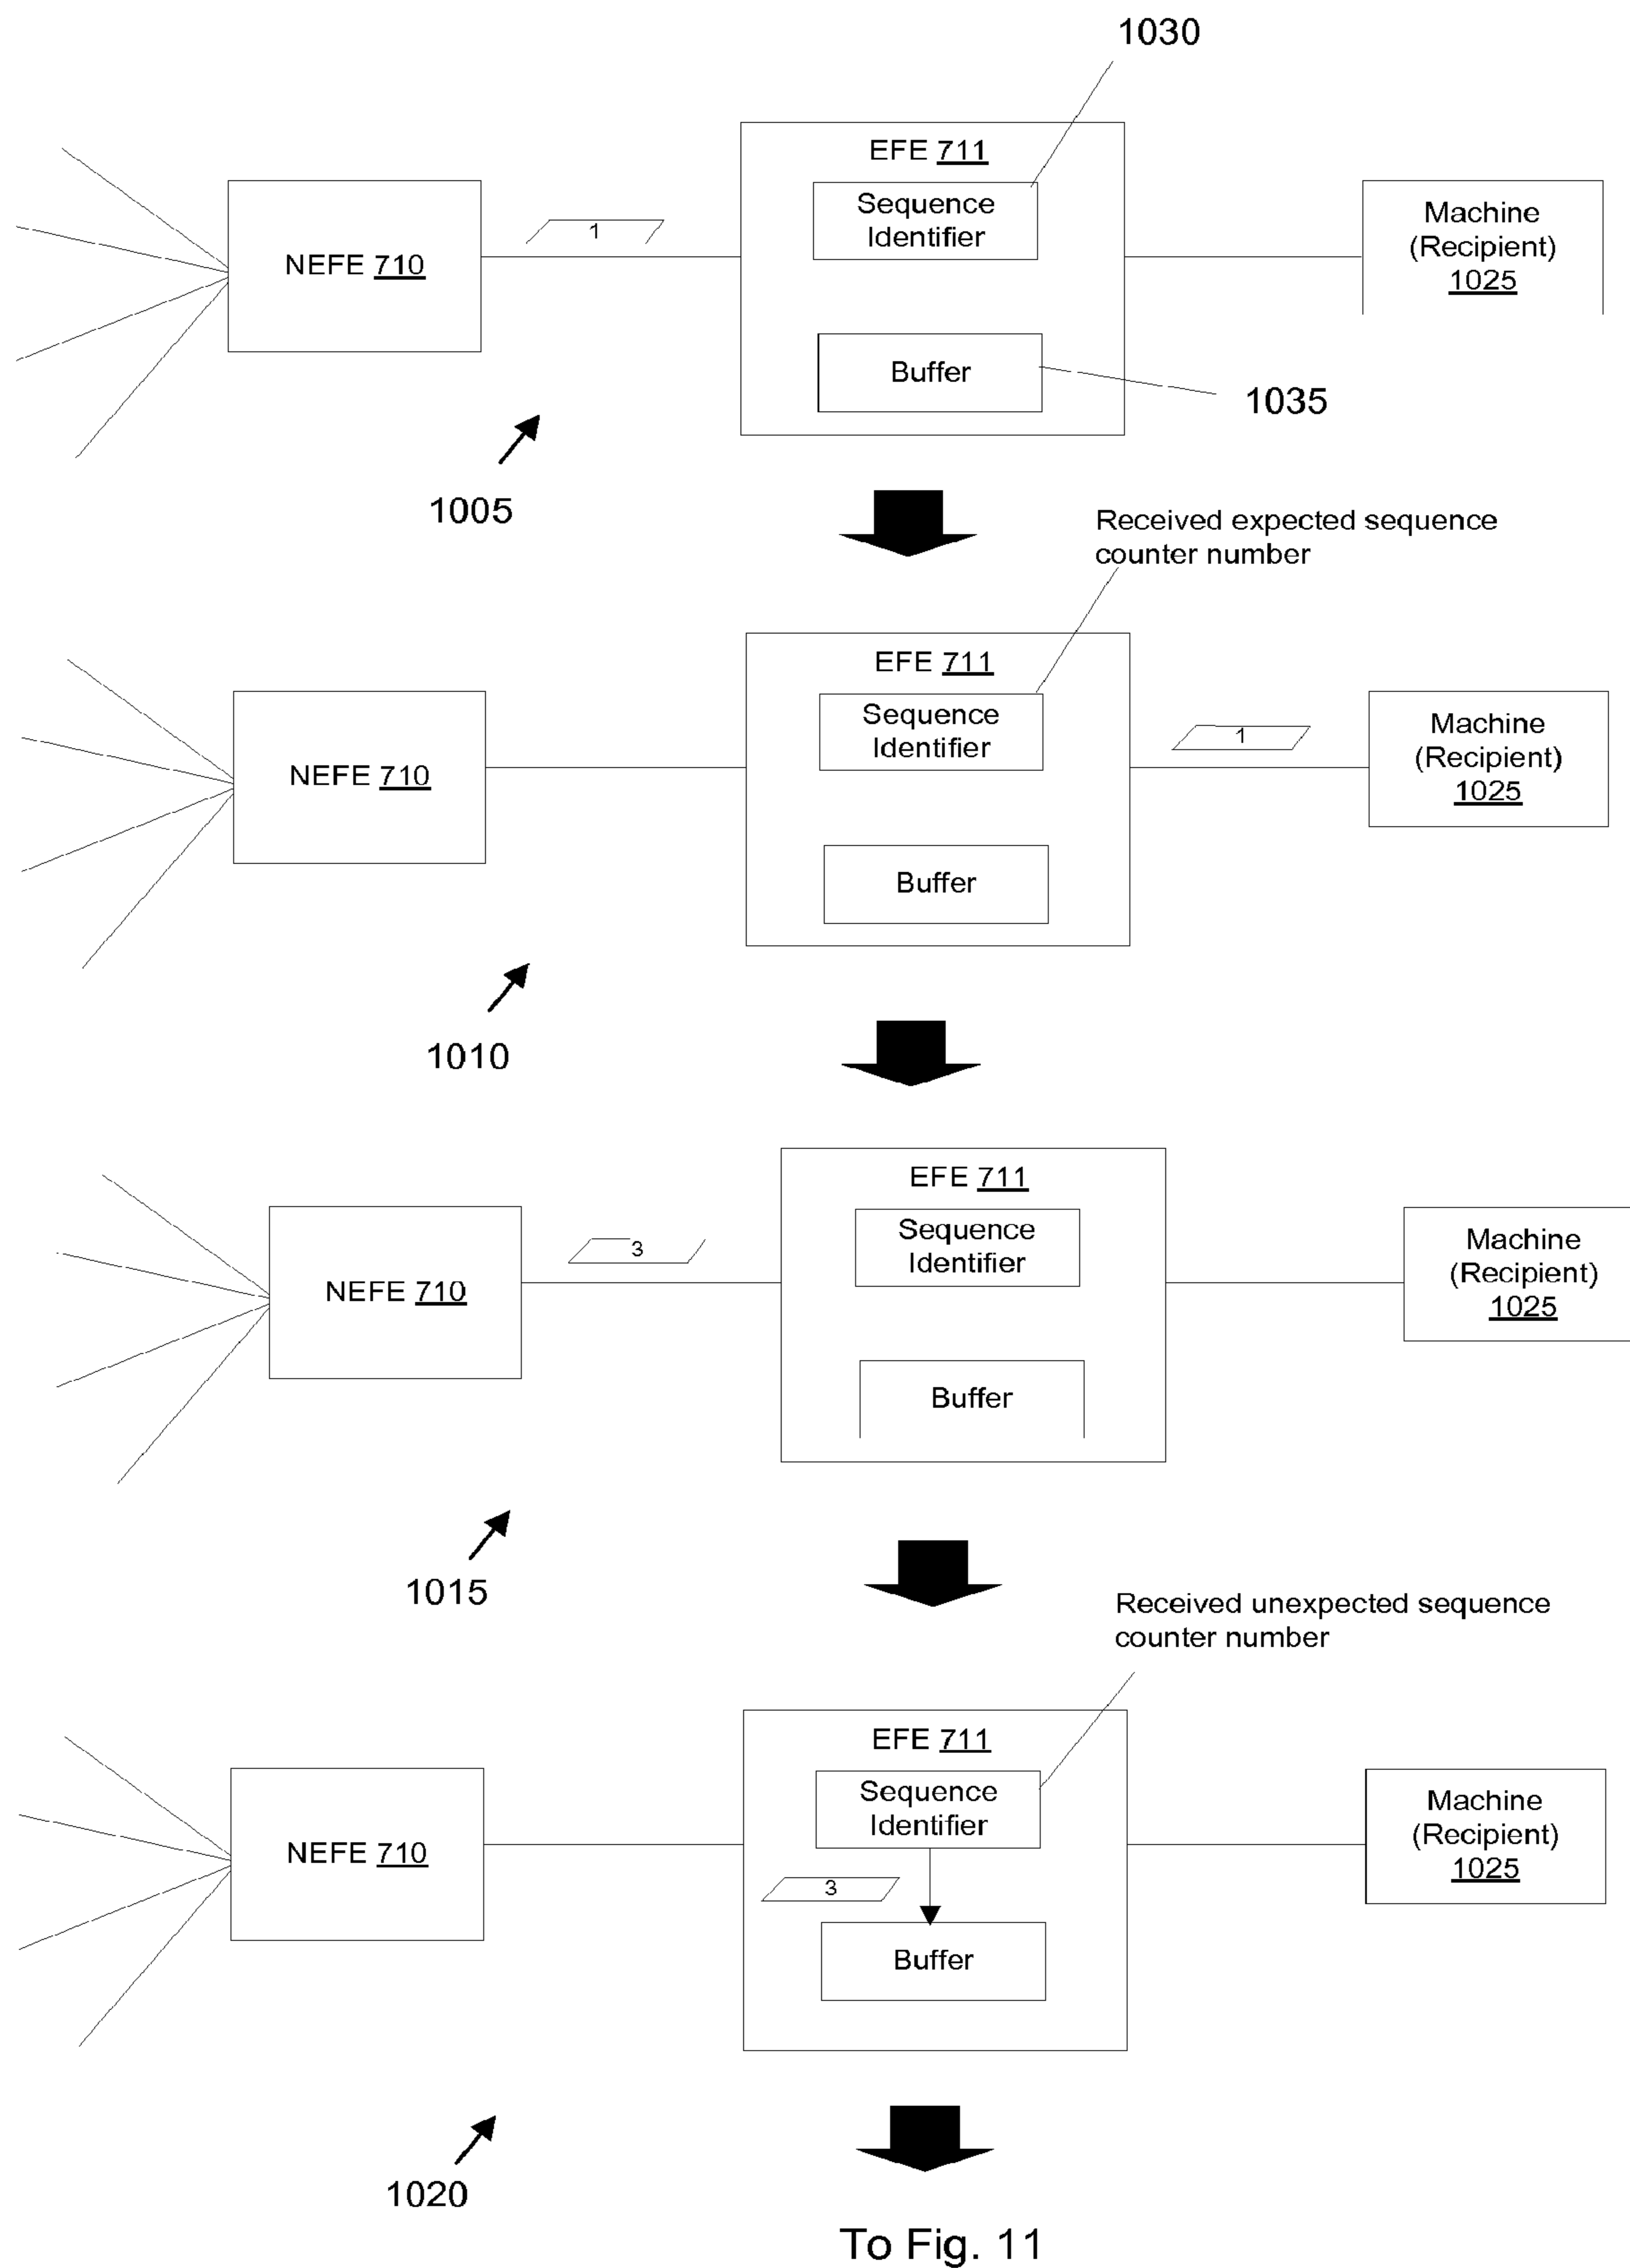 1030
EFE 711
Sequence
Identifier
NEFE 710
1
Machine
(Recipient)
1025
Buffer
1035
1005
Received expected sequence
counter number
EFE 711
Sequence
Identifier
NEFE 710
1
Machine
(Recipient)
1025
Buffer
1010
EFE 711
Sequence
Identifier
NEFE 710
3
Machine
(Recipient)
1025
Buffer
1015
Received unexpected sequence
counter number
EFE 711
Sequence
Identifier
NEFE 710
3
Machine
(Recipient)
1025
Buffer
1020
To Fig. 11